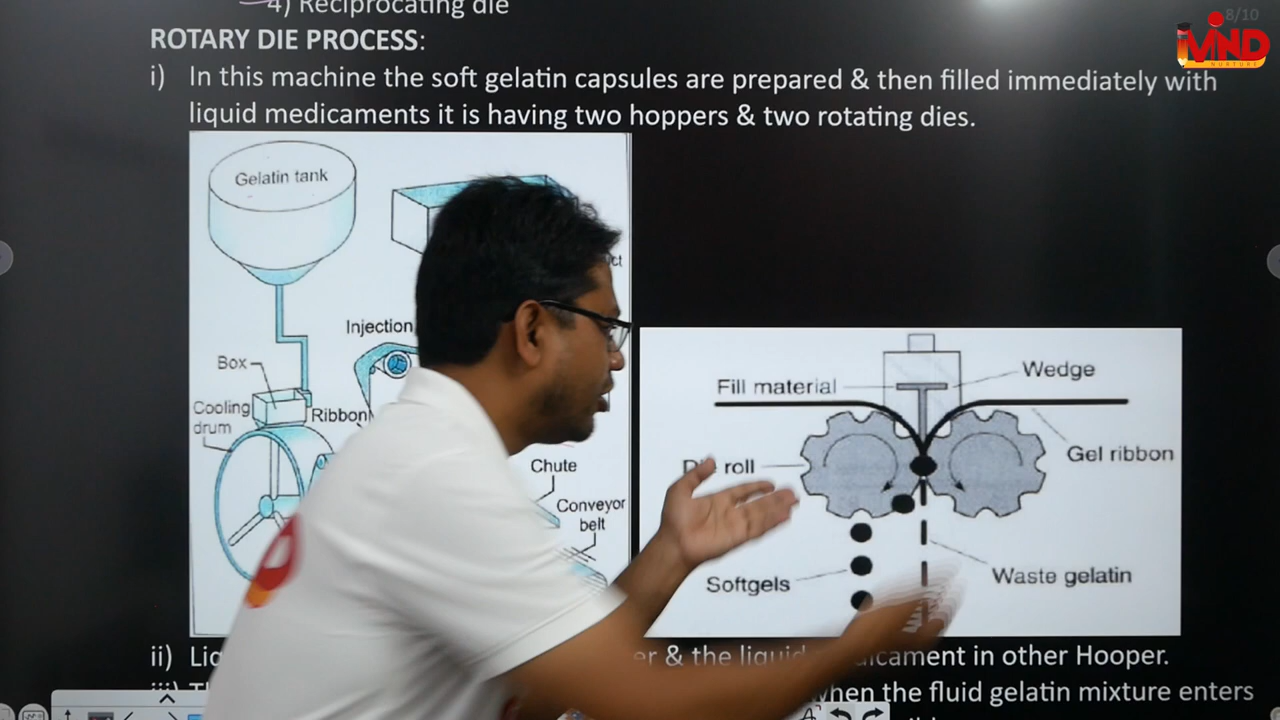 4) Reciprocating die
8/10
MIND
NURTURE
ROTARY DIE PROCESS:
i) In this machine the soft gelatin capsules are prepared & then filled immediately with
liquid medicaments it is having two hoppers & two rotating dies.
Gelatin tank
Injection
Box
Cooling
drum
Ribbon
Chute
Conveyor
belt
Fill material
Wedge
Gel ribbon
roll
Softgels
Waste gelatin
ii)
& the liquid in other Hooper.
iii)
when the fluid gelatin mixture enters